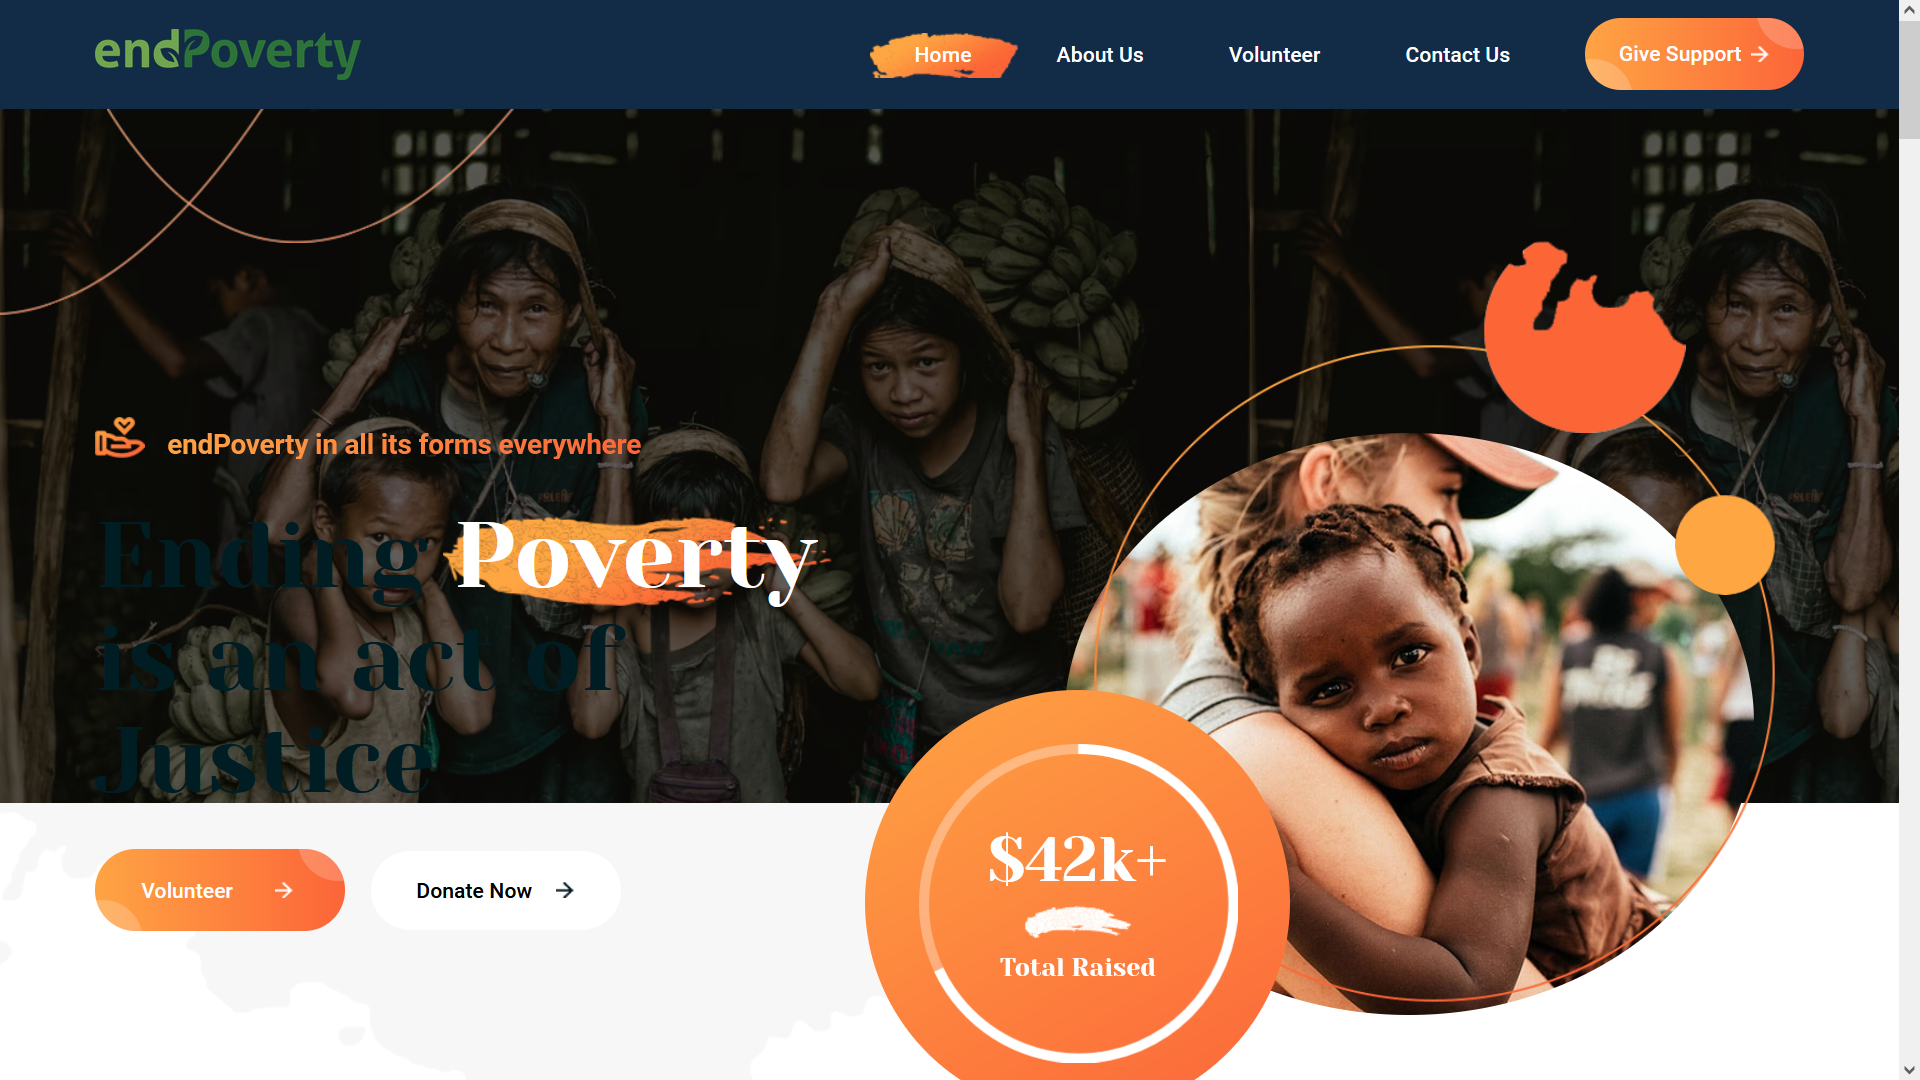 endPoverty
Home
About Us
Volunteer
Contact Us
Give Support
endPoverty in all its forms everywhere
Ending Poverty
is an act of
Justice
Volunteer
Donate Now
$42k+
Total Raised